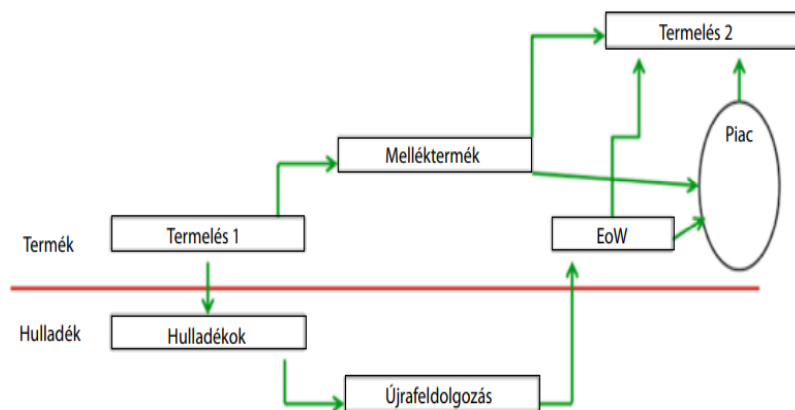 Termelés 2
Piac
Melléktermék
Termelés 1
EoW
Termék
Hulladék
Hulladékok
Újrafeldolgozás